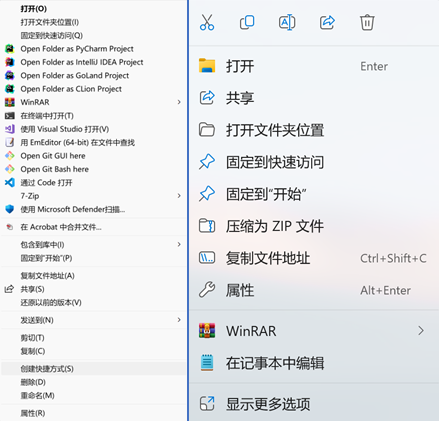 打开(O)
打开文件夹位置(I)
固定到快速访问(Q)
Open Folder as PyCharm Project
Open Folder as IntelliJ IDEA Project
Open Folder as GoLand Project
Open Folder as CLion Project
WinRAR
在终端中打开(T)
使用 Visual Studio 打开(V)
用 EmEditor (64-bit) 在文件中查找
Open Git GUI here
Open Git Bash here
通过 Code 打开
7-Zip
使用 Microsoft Defender扫描...
在 Acrobat 中合并文件...
包含到库中(I)
固定到"开始"(P)
复制文件地址(A)
共享(S)
还原以前的版本(V)
发送到(N)
剪切(T)
复制(C)
创建快捷方式(S)
删除(D)
重命名(M)
属性(R)
打开 Enter
共享
打开文件夹位置
固定到快速访问
固定到"开始"
压缩为 ZIP 文件
复制文件地址 Ctrl+Shift+C
属性 Alt+Enter
WinRAR
在记事本中编辑
显示更多选项